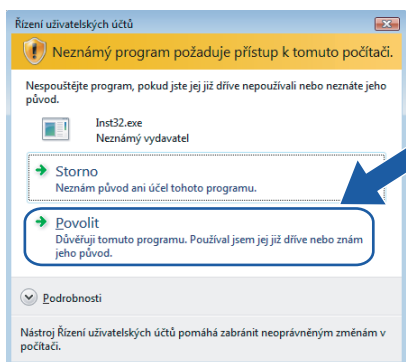 Řízení uživatelských účtů
Neznámý program požaduje přístup k tomuto počítači.
Nespouštějte program, pokud jste jej již dříve nepoužívali nebo neznáte jeho
původ.
Inst32.exe
Neznámý vydavatel
Storno
Neznám původ ani účel tohoto programu.
Povolit
Důvěřuji tomuto programu. Používal jsem jej již dříve nebo znám
jeho původ.
Podrobnosti
Nástroj Řízení uživatelských účtů pomáhá zabránit neoprávněným změnám v
počítači.